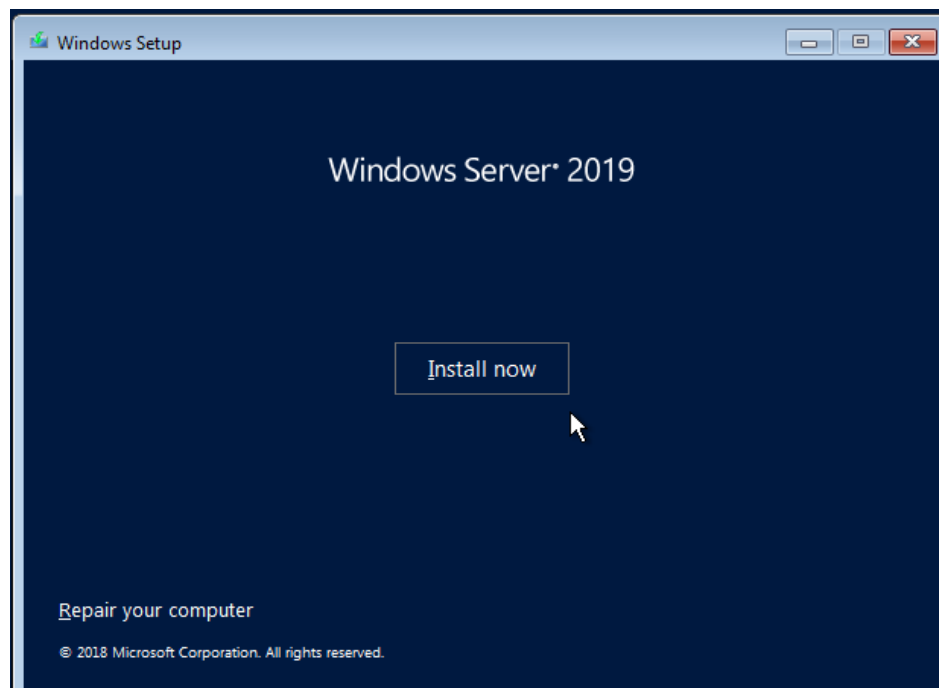 Windows Setup
Windows Server® 2019
Install now
Repair your computer
© 2018 Microsoft Corporation. All rights reserved.